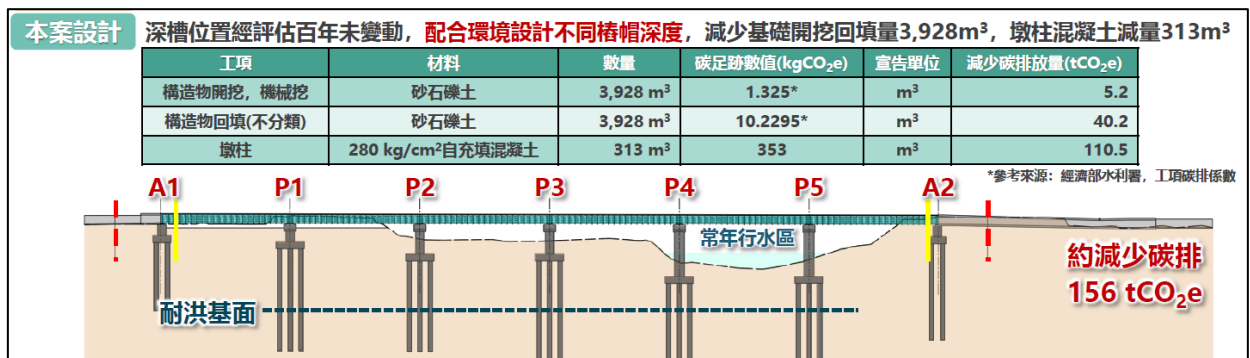 本案設計 深槽位置經評估百年未變動，配合環境設計不同樁帽深度，減少基礎開挖回填量3,928m³，墩柱混凝土減量313m³
工項 材料 數量 碳足跡數值(kgCO₂e) 宣告單位 減少碳排放量(tCO₂e)
構造物開挖，機械挖 砂石礫土 3,928 m³ 1.325* m³ 5.2
構造物回填(不分類) 砂石礫土 3,928 m³ 10.2295* m³ 40.2
墩柱 280 kg/cm²自充填混凝土 313 m³ 353 m³ 110.5
*參考來源：經濟部水利署，工項碳排係數
A1 P1 P2 P3 P4 P5 A2
常年行水區
約減少碳排
156 tCO₂e
耐洪基面